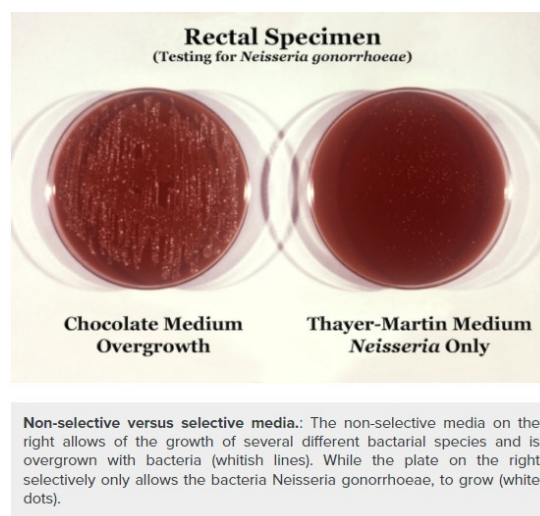 Rectal Specimen
(Testing for Neisseria gonorrhoeae)
Chocolate Medium
Overgrowth
Thayer-Martin Medium
Neisseria Only
Non-selective versus selective media.: The non-selective media on the
right allows of the growth of several different bactarial species and is
overgrown with bacteria (whitish lines). While the plate on the right
selectively only allows the bacteria Neisseria gonorrhoeae, to grow (white
dots).